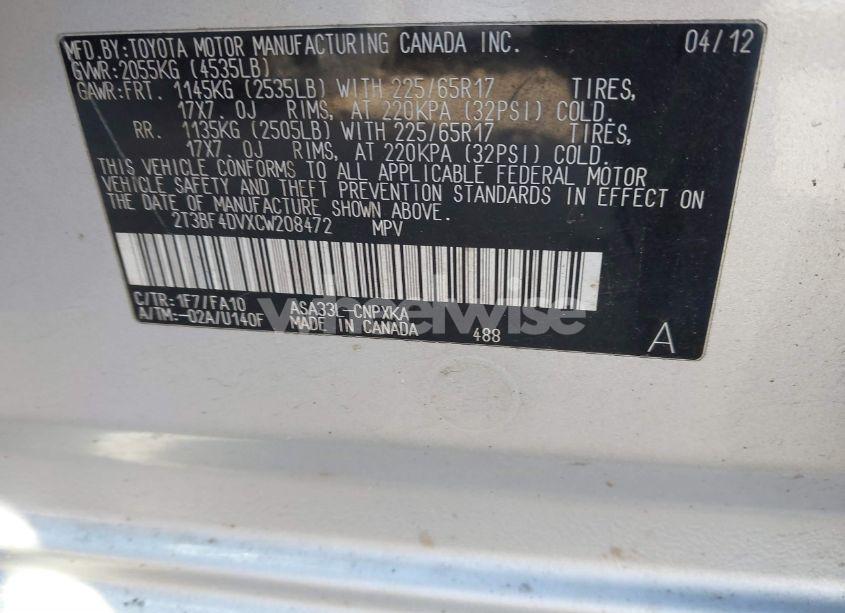 MFD.BY:TOYOTA MOTOR MANUFACTURING CANADA INC. 04/12
GVWR:2055KG (4535LB)
GAWR:FRT. 1145KG (2535LB) WITH 225/65R17 TIRES,
17X7.0J RIMS, AT 220KPA (32PSI) COLD.
RR. 1135KG (2505LB) WITH 225/65R17 TIRES,
17X7.0J RIMS, AT 220KPA (32PSI) COLD.
THIS VEHICLE CONFORMS TO ALL APPLICABLE FEDERAL MOTOR
VEHICLE SAFETY AND THEFT PREVENTION STANDARDS IN EFFECT ON
THE DATE OF MANUFACTURE SHOWN ABOVE.
2T3BF4DVXCW208472 MPV
C/TR:1F7/FA10 ASA33L-CNPXKA
A/TM:-02A/U140F MADE IN CANADA 488 A
wheelwise